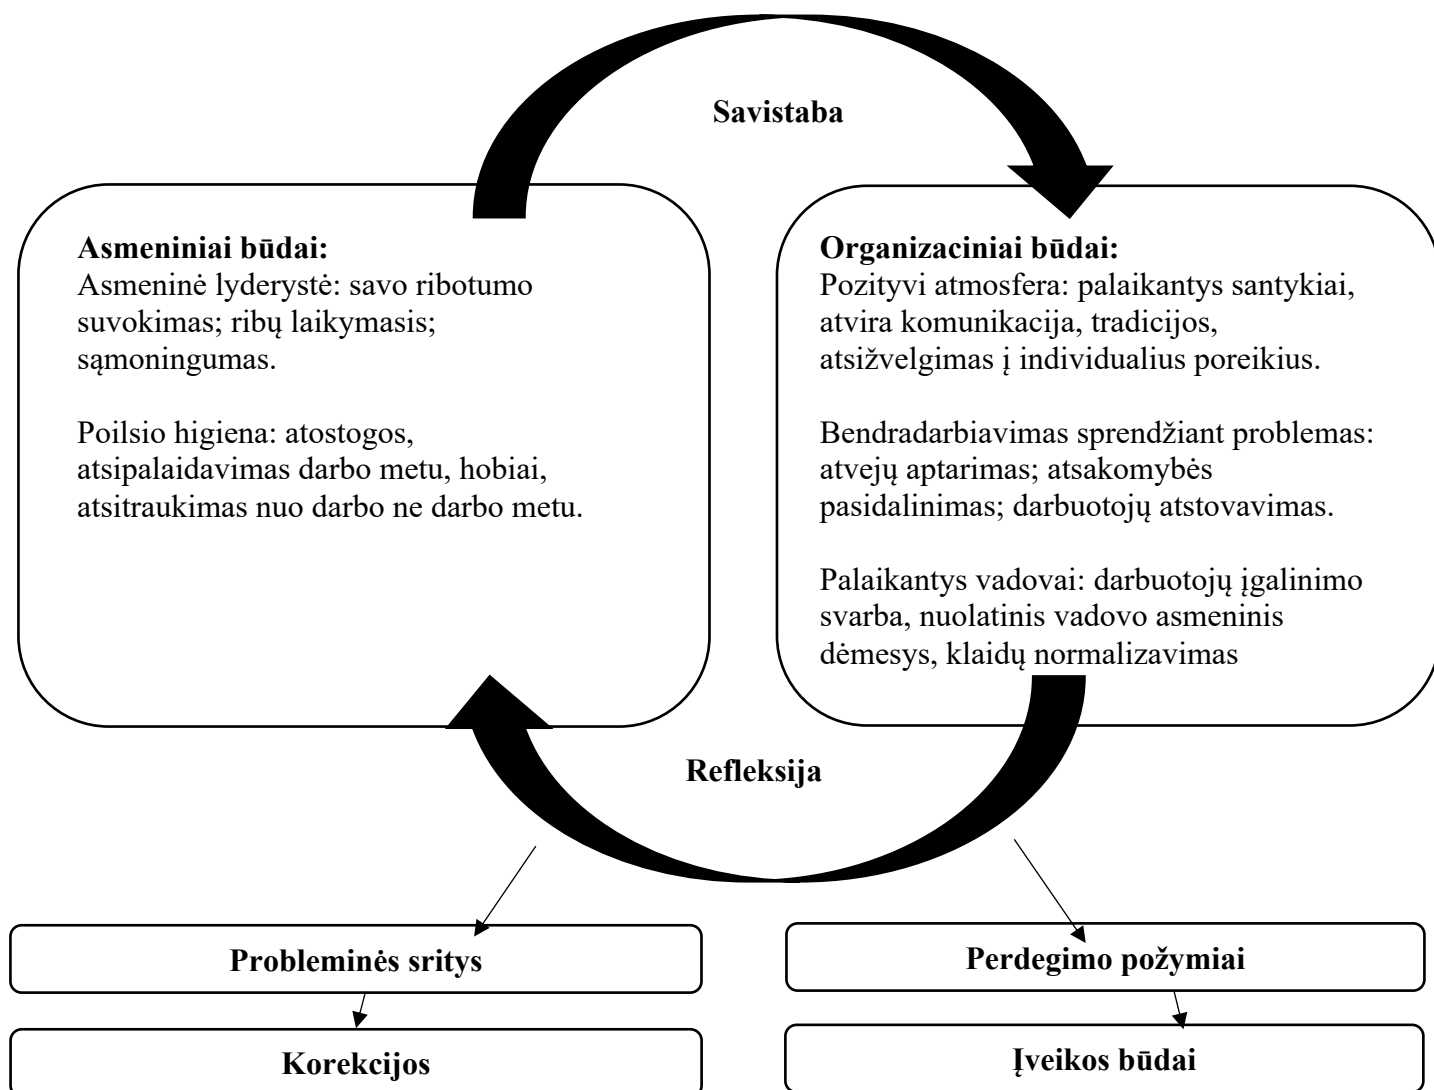 Savistaba
Asmeniniai būdai:
Asmeninė lyderystė: savo ribotumo
suvokimas; ribų laikymasis;
sąmoningumas.
Poilsio higiena: atostogos,
atsipalaidavimas darbo metu, hobiai,
atsitraukimas nuo darbo ne darbo metu.
Organizaciniai būdai:
Pozityvi atmosfera: palaikantys santykiai,
atvira komunikacija, tradicijos,
atsižvelgimas į individualius poreikius.
Bendradarbiavimas sprendžiant problemas:
atvejų aptarimas; atsakomybės
pasidalinimas; darbuotojų atstovavimas.
Palaikantys vadovai: darbuotojų įgalinimo
svarba, nuolatinis vadovo asmeninis
dėmesys, klaidų normalizavimas
Refleksija
Probleminės sritys
Perdegimo požymiai
Korekcijos
Įveikos būdai